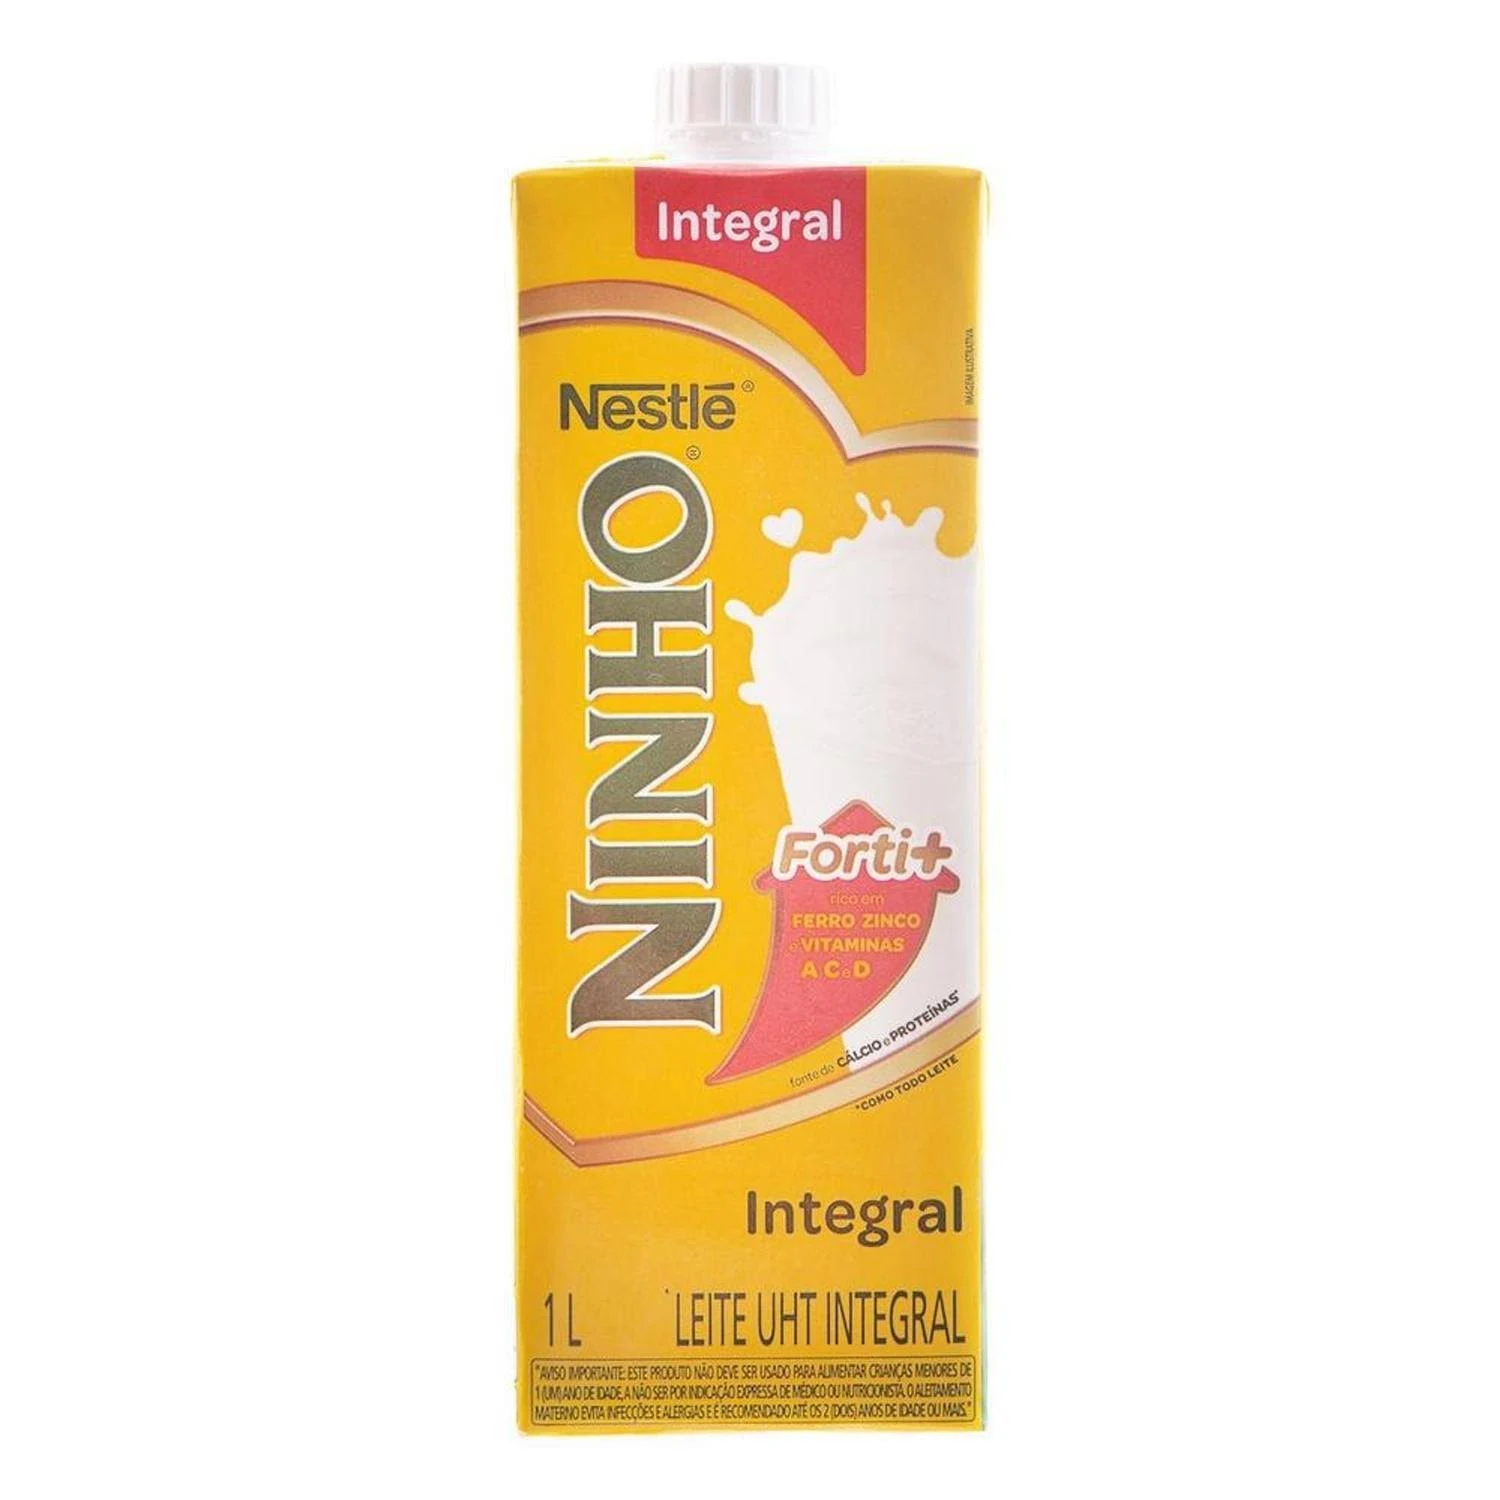 Integral
IMAGEM ILUSTRATIVA
Nestlé®
NINHO®
Forti+
rico em
FERRO ZINCO
e VITAMINAS
A, C e D
fonte de CÁLCIO e PROTEÍNAS*
*COMO TODO LEITE
Integral
1 L LEITE UHT INTEGRAL
"AVISO IMPORTANTE: ESTE PRODUTO NÃO DEVE SER USADO PARA ALIMENTAR CRIANÇAS MENORES DE
1 (UM) ANO DE IDADE, A NÃO SER POR INDICAÇÃO EXPRESSA DE MÉDICO OU NUTRICIONISTA. O ALEITAMENTO
MATERNO EVITA INFECÇÕES E ALERGIAS E É RECOMENDADO ATÉ OS 2 (DOIS) ANOS DE IDADE OU MAIS."